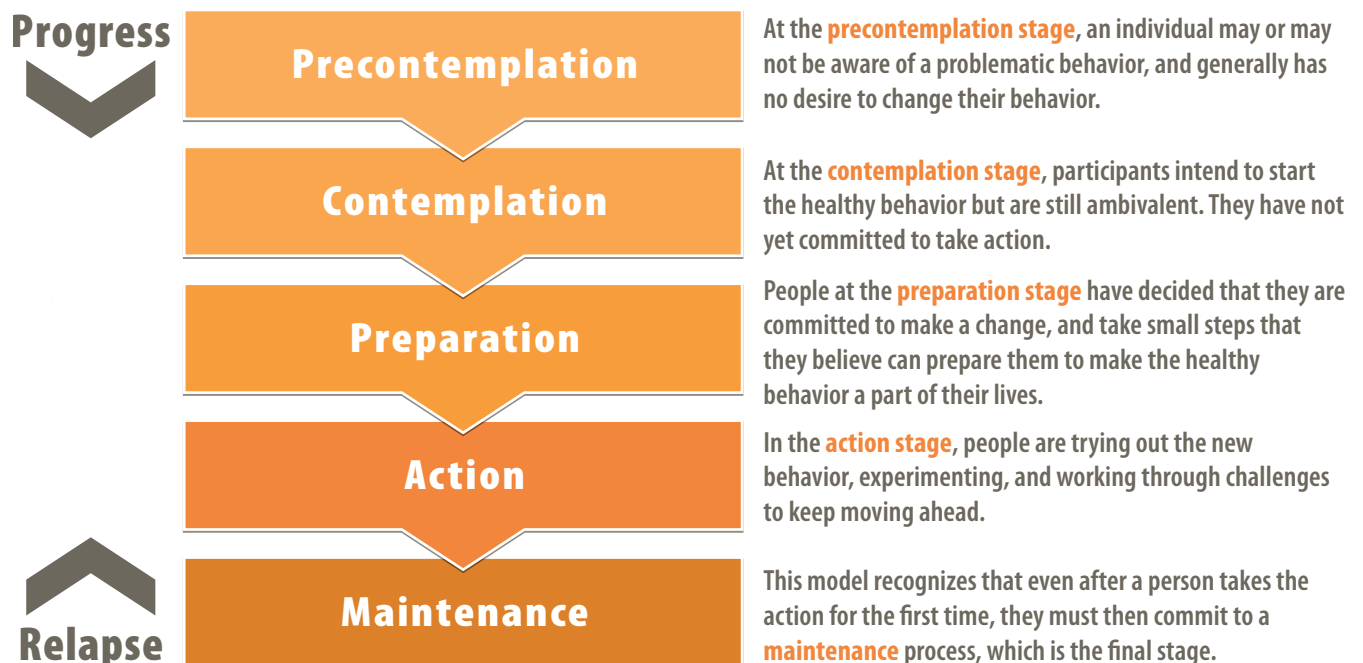 Progress
Precontemplation
At the precontemplation stage, an individual may or may
not be aware of a problematic behavior, and generally has
no desire to change their behavior.
Contemplation
At the contemplation stage, participants intend to start
the healthy behavior but are still ambivalent. They have not
yet committed to take action.
Preparation
People at the preparation stage have decided that they are
committed to make a change, and take small steps that
they believe can prepare them to make the healthy
behavior a part of their lives.
Action
In the action stage, people are trying out the new
behavior, experimenting, and working through challenges
to keep moving ahead.
Relapse
Maintenance
This model recognizes that even after a person takes the
action for the first time, they must then commit to a
maintenance process, which is the final stage.